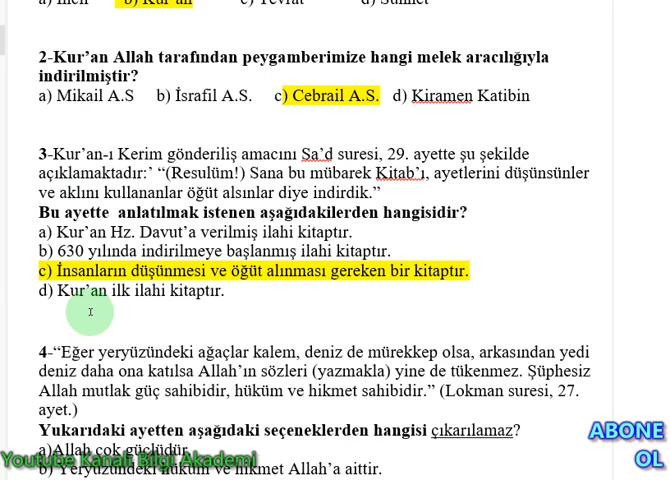 b) Kur'an
2-Kur'an Allah tarafından peygamberimize hangi melek aracılığıyla
indirilmiştir?
a) Mikail A.S b) İsrafil A.S. c) Cebrail A.S. d) Kiramen Katibin
3-Kur'an-ı Kerim gönderiliş amacını Sa'd suresi, 29. ayette şu şekilde
açıklamaktadır:' “(Resulüm!) Sana bu mübarek Kitab'ı, ayetlerini düşünsünler
ve aklını kullananlar öğüt alsınlar diye indirdik.”
Bu ayette anlatılmak istenen aşağıdakilerden hangisidir?
a) Kur'an Hz. Davut'a verilmiş ilahi kitaptır.
b) 630 yılında indirilmeye başlanmış ilahi kitaptır.
c) İnsanların düşünmesi ve öğüt alınması gereken bir kitaptır.
d) Kur'an ilk ilahi kitaptır.
4-“Eğer yeryüzündeki ağaçlar kalem, deniz de mürekkep olsa, arkasından yedi
deniz daha ona katılsa Allah'ın sözleri (yazmakla) yine de tükenmez. Şüphesiz
Allah mutlak güç sahibidir, hüküm ve hikmet sahibidir.” (Lokman suresi, 27.
ayet.)
Yukarıdaki ayetten aşağıdaki seçeneklerden hangisi çıkarılamaz?
a)Allah çok güçlüdür.
b) Yeryüzündeki hüküm ve hikmet Allah'a aittir.
Youtube Kanalı Bilgi Akademi
ABONE
OL